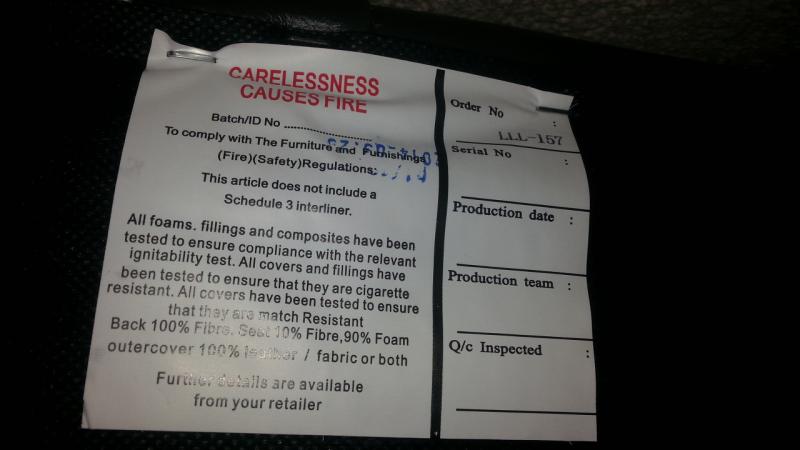 CARELESSNESS
CAUSES FIRE
Batch/ID No
To comply with The Furniture and Furnishings
(Fire)(Safety)Regulations:
This article does not include a
Schedule 3 interliner.
All foams. fillings and composites have been
tested to ensure compliance with the relevant
ignitability test. All covers and fillings have
been tested to ensure that they are cigarette
resistant. All covers have been tested to ensure
that they are match Resistant
Back 100% Fibre. Seat 10% Fibre,90% Foam
outercover 100% leather / fabric or both
Further details are available
from your retailer
Order No :
LLL-157
Serial No :
Production date :
Production team :
Q/c Inspected :